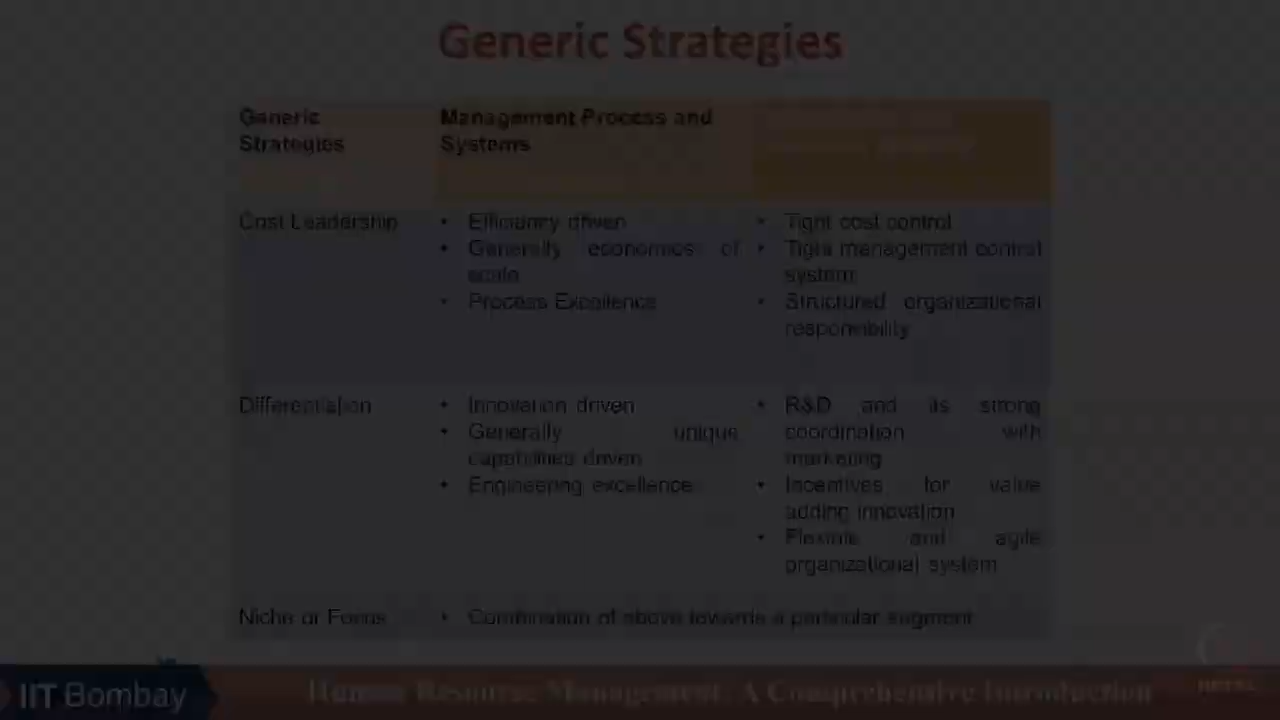 Generic Strategies
Generic
Strategies
Management Process and
Systems
Cost Leadership
• Efficiency driven
• Generally economics of
scale
• Process Excellence
• Tight cost control
• Tight management control
system
• Structured organizational
responsibility
Differentiation
• Innovation driven
• Generally unique
capabilities driven
• Engineering excellence
• R&D and its strong
coordination with
marketing
• Incentives for value
adding innovation
• Flexible and agile
organizational system
Niche or Focus
• Combination of above towards a particular segment
IIT Bombay
Human Resource Management: A Comprehensive Introduction
NPTEL